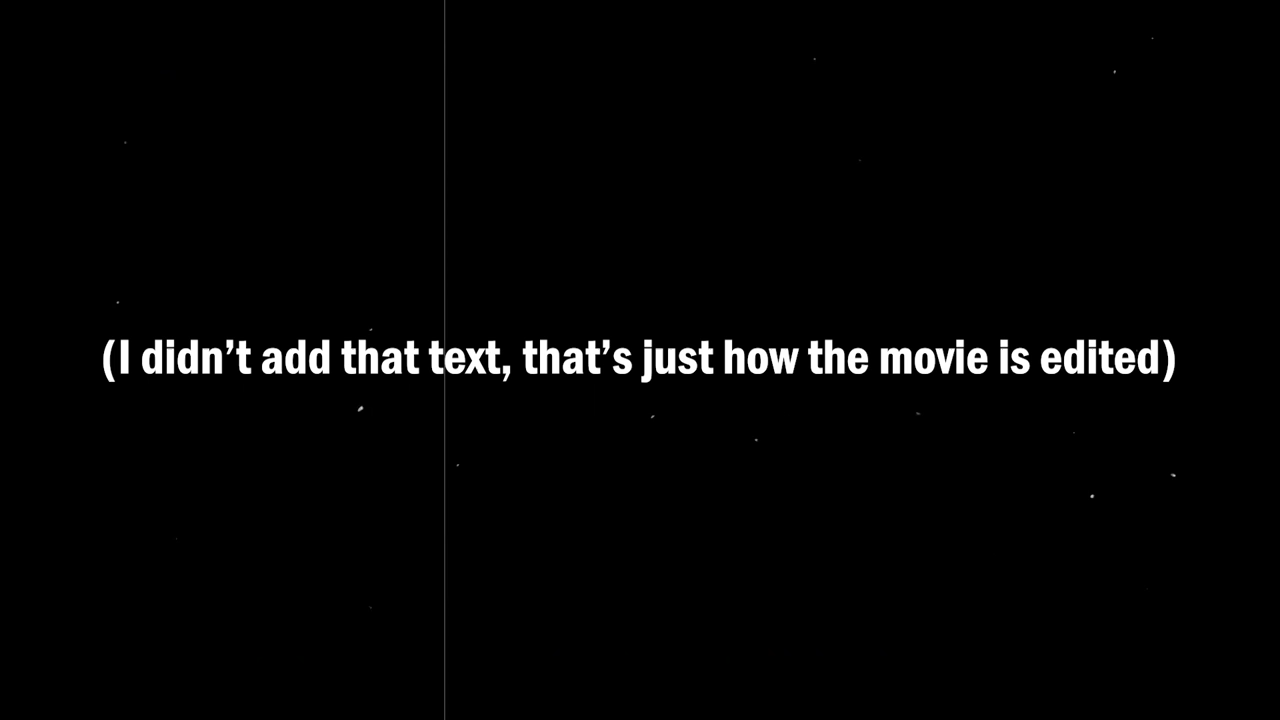 (I didn’t add that text, that’s just how the movie is edited)